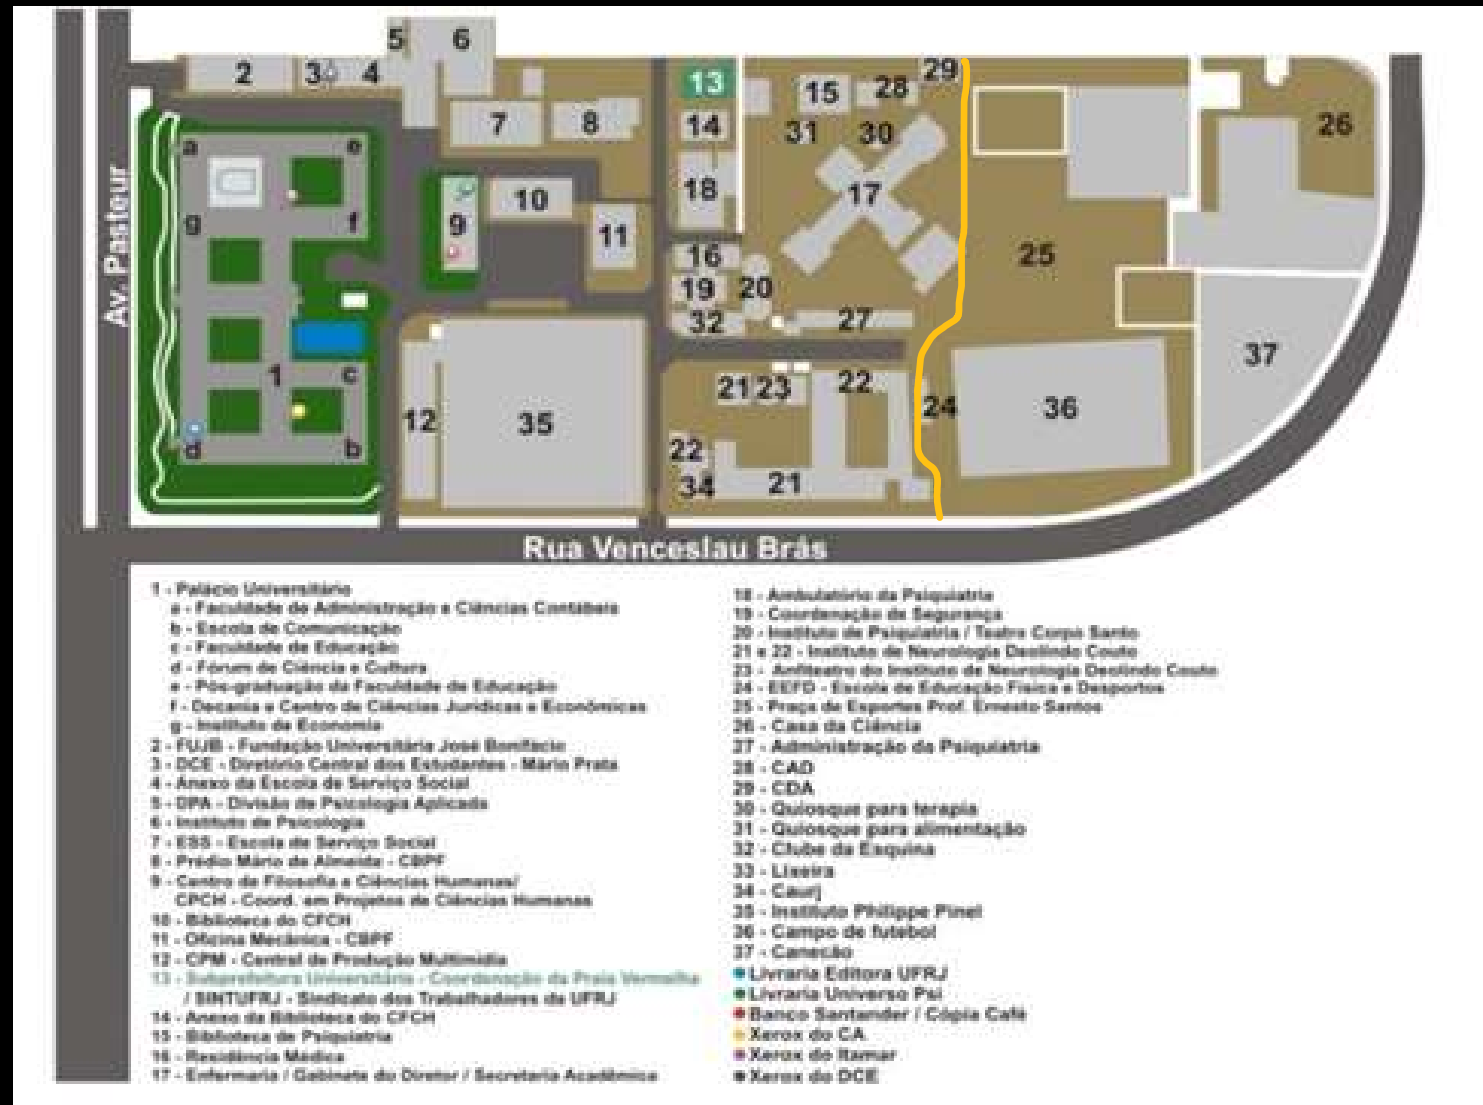 5 6
2 3 4
13 15 28 29
7 8 14 31 30 26
a e
18 17
10
g f 9 11 25
16
19 20
32 27
Av. Pasteur
37
1 c 21 23 22
12 35 24 36
22
d b
34 21
Rua Venceslau Brás
1 - Palácio Universitário
a - Faculdade de Administração e Ciências Contábeis
b - Escola de Comunicação
c - Faculdade de Educação
d - Fórum de Ciência e Cultura
e - Pós-graduação da Faculdade de Educação
f - Decania e Centro de Ciências Jurídicas e Econômicas
g - Instituto de Economia
2 - FUJB - Fundação Universitária José Bonifácio
3 - DCE - Diretório Central dos Estudantes - Mário Prata
4 - Anexo da Escola de Serviço Social
5 - DPA - Divisão de Psicologia Aplicada
6 - Instituto de Psicologia
7 - ESS - Escola de Serviço Social
8 - Prédio Mário de Almeida - CBPF
9 - Centro de Filosofia e Ciências Humanas/
CPCH - Coord. em Projetos de Ciências Humanas
10 - Biblioteca do CFCH
11 - Oficina Mecânica - CBPF
12 - CPM - Central de Produção Multimídia
13 - Subprefeitura Universitária - Coordenação da Praia Vermelha
/ SINTUFRJ - Sindicato dos Trabalhadores da UFRJ
14 - Anexo da Biblioteca do CFCH
15 - Biblioteca de Psiquiatria
16 - Residência Médica
17 - Enfermaria / Gabinete do Diretor / Secretaria Acadêmica
18 - Ambulatório da Psiquiatria
19 - Coordenação de Segurança
20 - Instituto de Psiquiatria / Teatro Corpo Santo
21 e 22 - Instituto de Neurologia Deolindo Couto
23 - Anfiteatro do Instituto de Neurologia Deolindo Couto
24 - EEFD - Escola de Educação Física e Desportos
25 - Praça de Esportes Prof. Ernesto Santos
26 - Casa da Ciência
27 - Administração da Psiquiatria
28 - CAD
29 - CDA
30 - Quiosque para terapia
31 - Quiosque para alimentação
32 - Clube da Esquina
33 - Lixeira
34 - Caurj
35 - Instituto Philippe Pinel
36 - Campo de futebol
37 - Canecão
Livraria Editora UFRJ
Livraria Universo Psi
Banco Santander / Cópia Café
Xerox do CA
Xerox do Itamar
Xerox do DCE